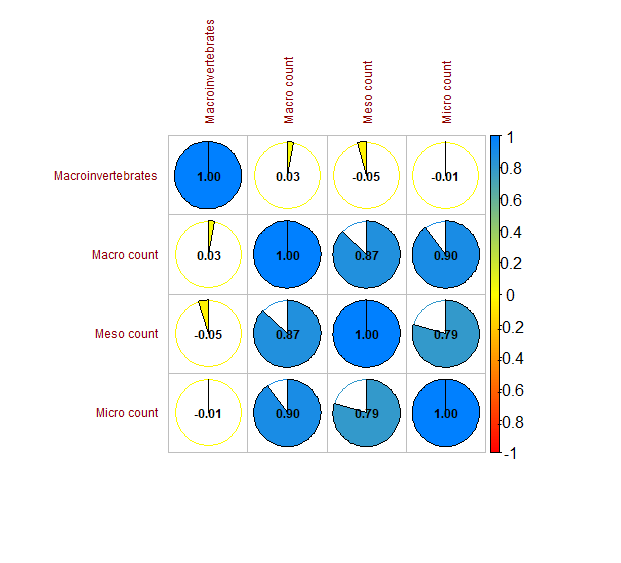 Macroinvertebrates
Macro count
Meso count
Micro count
Macroinvertebrates 1.00 0.03 -0.05 -0.01
Macro count 0.03 1.00 0.87 0.90
Meso count -0.05 0.87 1.00 0.79
Micro count -0.01 0.90 0.79 1.00
1
0.8
0.6
0.4
0.2
0
-0.2
-0.4
-0.6
-0.8
-1